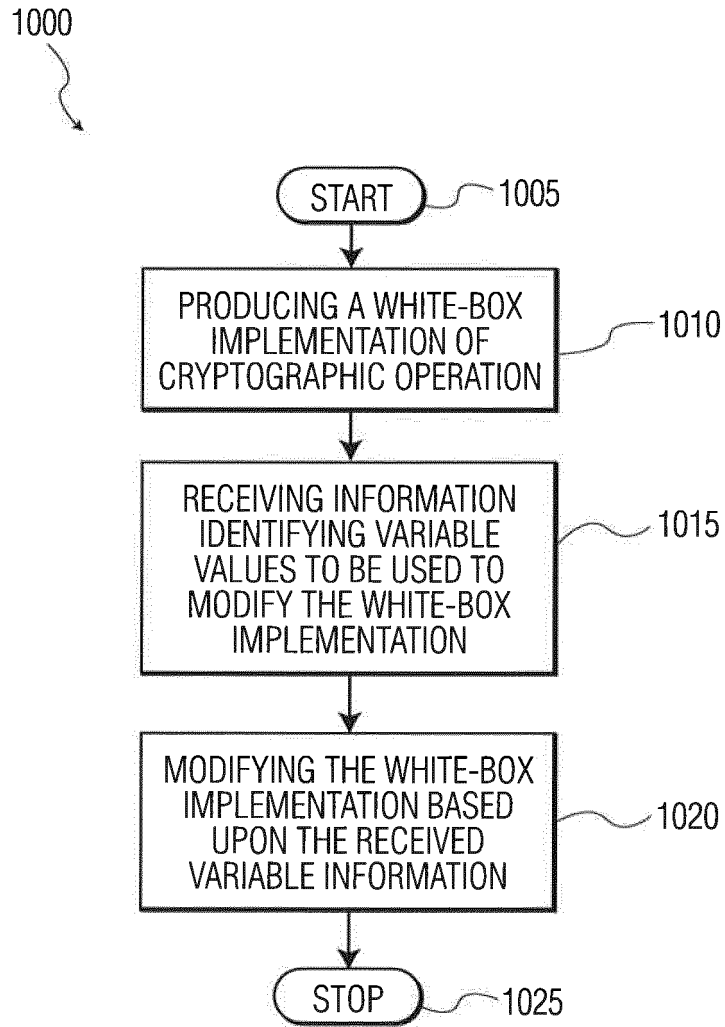 1000
START
1005
PRODUCING A WHITE-BOX
IMPLEMENTATION OF
CRYPTOGRAPHIC OPERATION
1010
RECEIVING INFORMATION
IDENTIFYING VARIABLE
VALUES TO BE USED TO
MODIFY THE WHITE-BOX
IMPLEMENTATION
1015
MODIFYING THE WHITE-BOX
IMPLEMENTATION BASED
UPON THE RECEIVED
VARIABLE INFORMATION
1020
STOP
1025